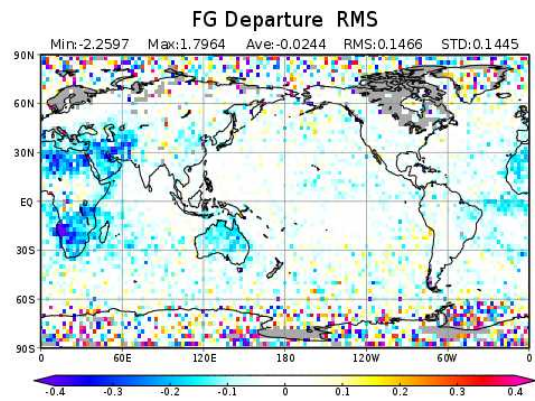 FG Departure RMS
Min:-2.2597 Max:1.7964 Ave:-0.0244 RMS:0.1466 STD:0.1445
90N
60N
30N
EQ
30S
60S
90S
0 60E 120E 180 120W 60W 0
-0.4 -0.3 -0.2 -0.1 0 0.1 0.2 0.3 0.4